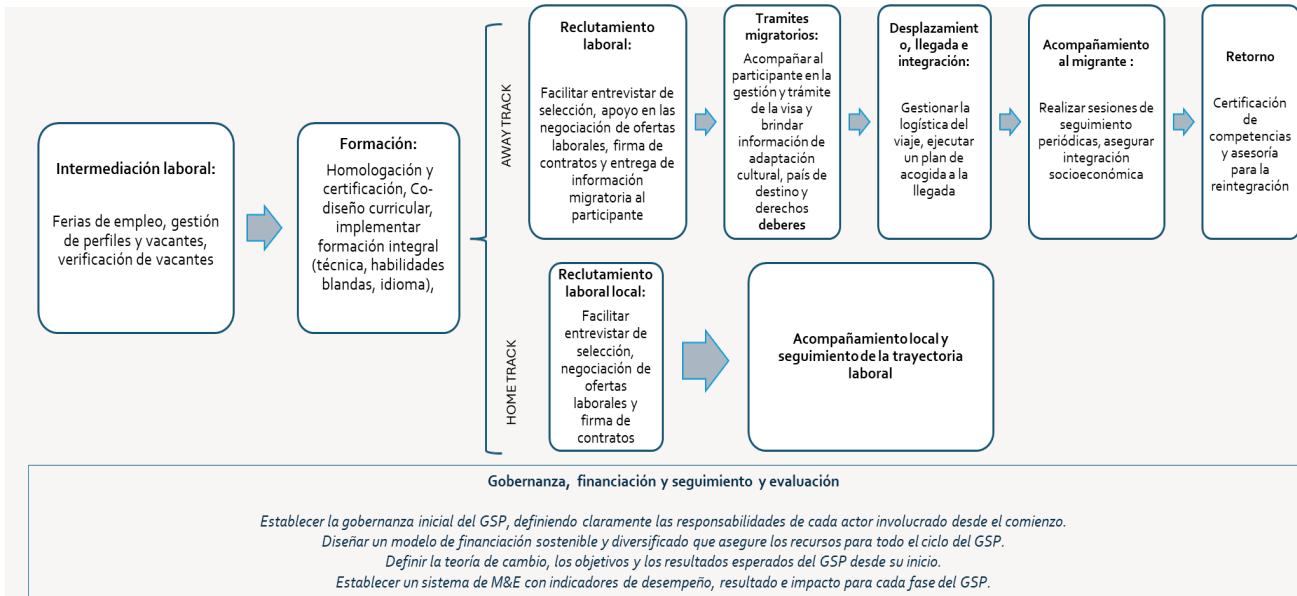 Intermediación laboral:
Ferias de empleo, gestión
de perfiles y vacantes,
verificación de vacantes
Formación:
Homologación y
certificación, Co-
diseño curricular,
implementar
formación integral
(técnica, habilidades
blandas, idioma),
AWAY TRACK
Reclutamiento
laboral:
Facilitar entrevistar de
selección, apoyo en las
negociación de ofertas
laborales, firma de
contratos y entrega de
información
migratoria al
participante
Tramites
migratorios:
Acompañar al
participante en la
gestión y trámite
de la visa y
brindar
información de
adaptación
cultural, país de
destino y
derechos
deberes
Desplazamient
o, llegada e
integración:
Gestionar la
logística del
viaje, ejecutar
un plan de
acogida a la
llegada
Acompañamiento
al migrante :
Realizar sesiones de
seguimiento
periódicas, asegurar
integración
socioeconómica
Retorno
Certificación
de
competencias
y asesoría
para la
reintegración
HOME TRACK
Reclutamiento
laboral local:
Facilitar
entrevistar de
selección,
negociación de
ofertas
laborales y
firma de
contratos
Acompañamiento local y
seguimiento de la trayectoria
laboral
Gobernanza, financiación y seguimiento y evaluación
Establecer la gobernanza inicial del GSP, definiendo claramente las responsabilidades de cada actor involucrado desde el comienzo.
Diseñar un modelo de financiación sostenible y diversificado que asegure los recursos para todo el ciclo del GSP.
Definir la teoría de cambio, los objetivos y los resultados esperados del GSP desde su inicio.
Establecer un sistema de M&E con indicadores de desempeño, resultado e impacto para cada fase del GSP.